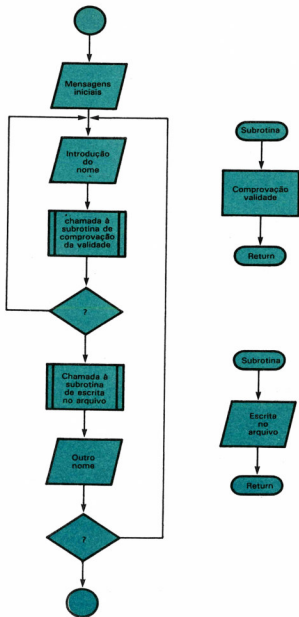 Mensagens
iniciais
Introdução
do
nome
chamada à
subrotina de
comprovação
da validade
?
Chamada à
subrotina
de escrita
no arquivo
Outro
nome
?
Subrotina
Comprovação
validade
Return
Subrotina
Escrita
no
arquivo
Return